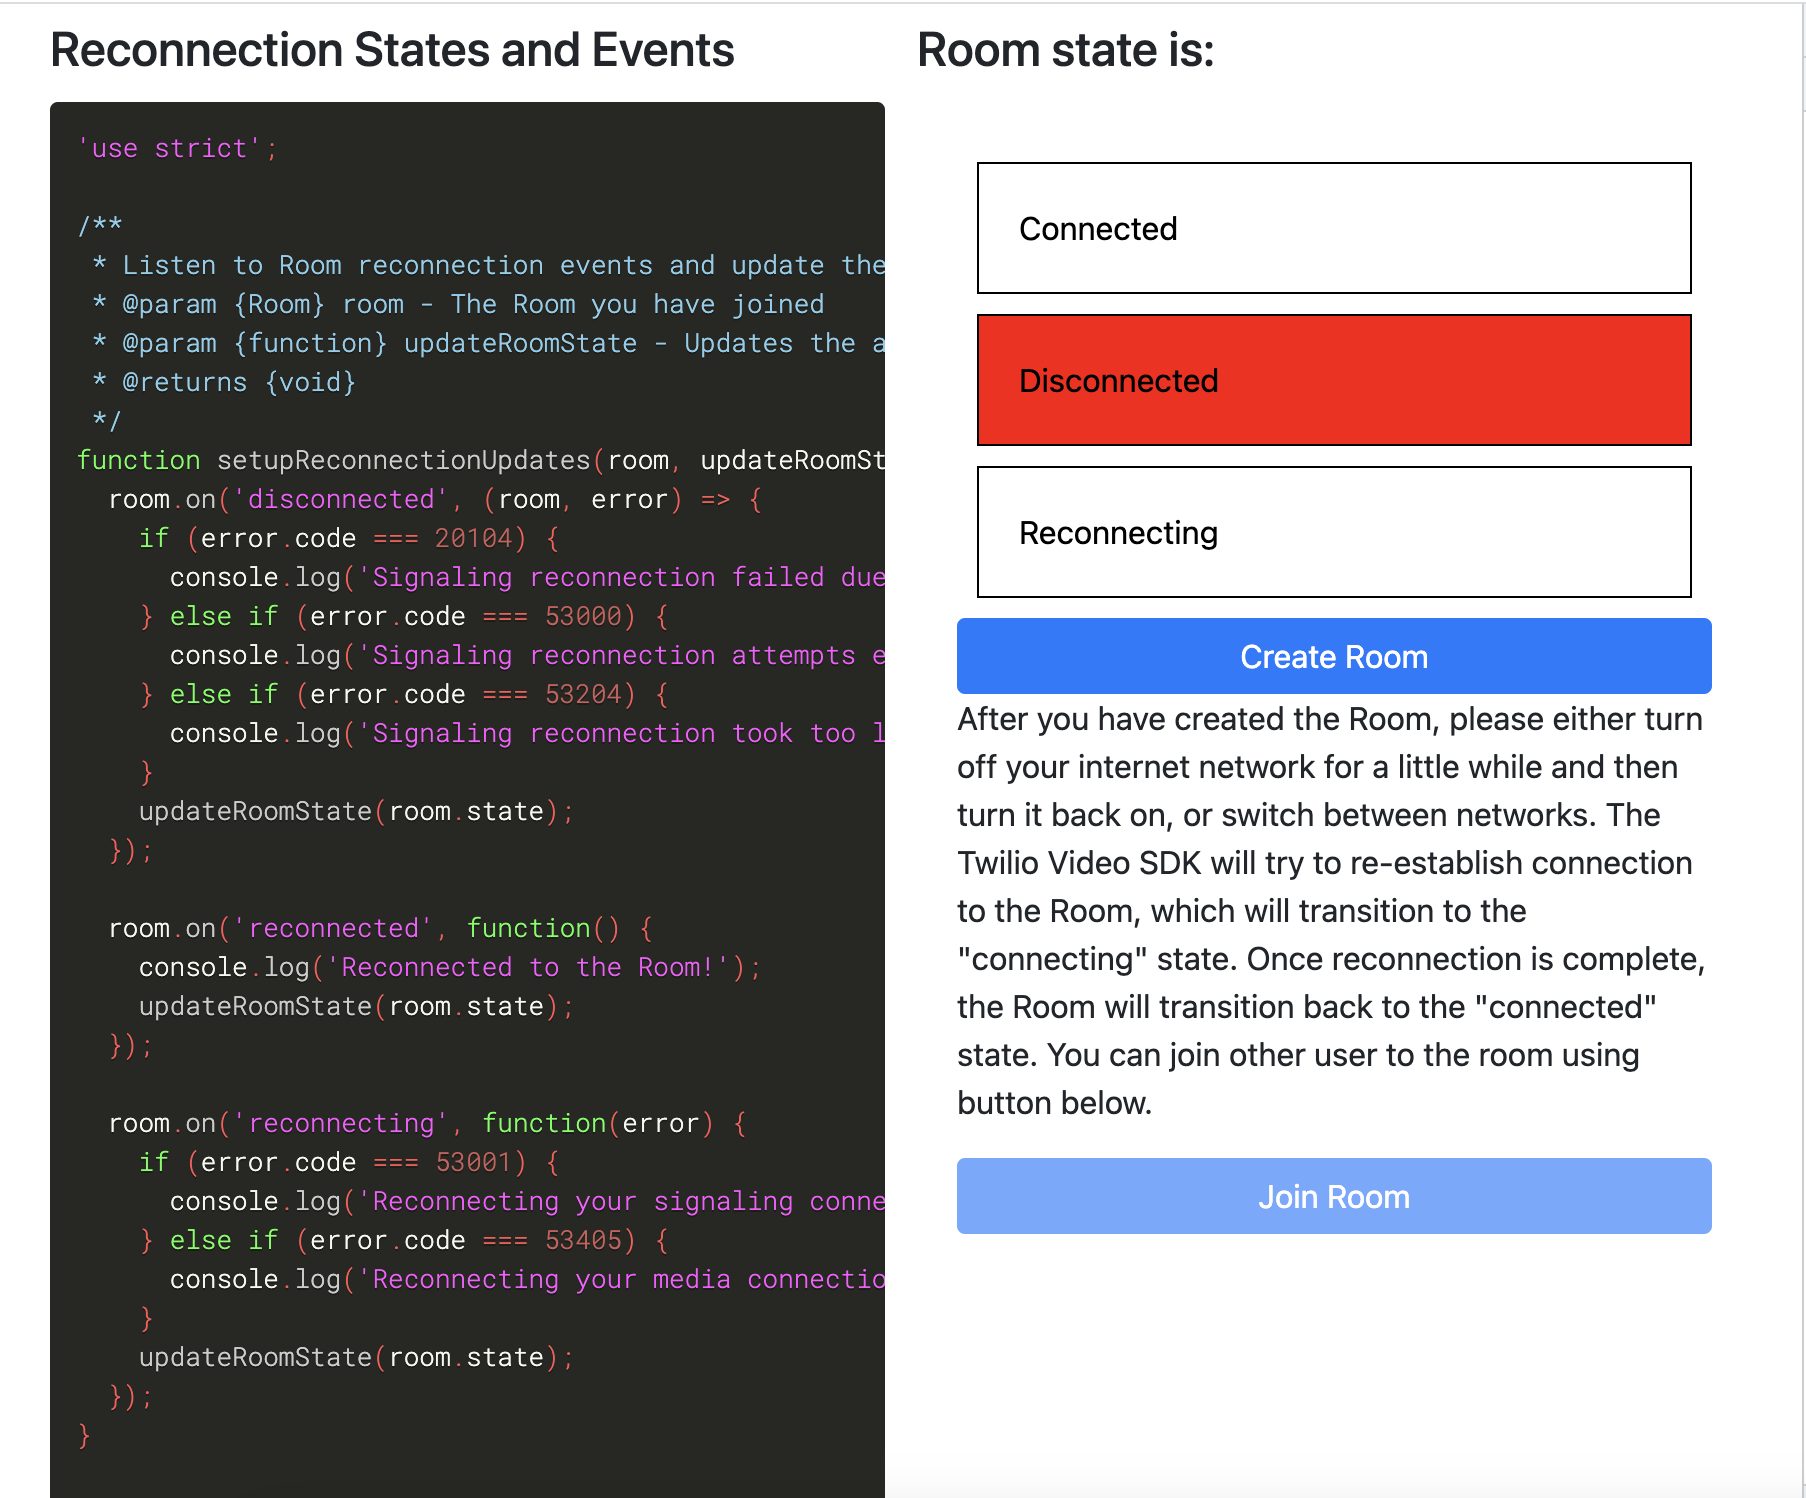 Reconnection States and Events
'use strict';
/**
 * Listen to Room reconnection events and update the
 * @param {Room} room - The Room you have joined
 * @param {function} updateRoomState - Updates the a
 * @returns {void}
 */
function setupReconnectionUpdates(room, updateRoomSt
  room.on('disconnected', (room, error) => {
    if (error.code === 20104) {
      console.log('Signaling reconnection failed due
    } else if (error.code === 53000) {
      console.log('Signaling reconnection attempts e
    } else if (error.code === 53204) {
      console.log('Signaling reconnection took too l
    }
    updateRoomState(room.state);
  });
  room.on('reconnected', function() {
    console.log('Reconnected to the Room!');
    updateRoomState(room.state);
  });
  room.on('reconnecting', function(error) {
    if (error.code === 53001) {
      console.log('Reconnecting your signaling conne
    } else if (error.code === 53405) {
      console.log('Reconnecting your media connectio
    }
    updateRoomState(room.state);
  });
}
Room state is:
Connected
Disconnected
Reconnecting
Create Room
After you have created the Room, please either turn
off your internet network for a little while and then
turn it back on, or switch between networks. The
Twilio Video SDK will try to re-establish connection
to the Room, which will transition to the
"connecting" state. Once reconnection is complete,
the Room will transition back to the "connected"
state. You can join other user to the room using
button below.
Join Room